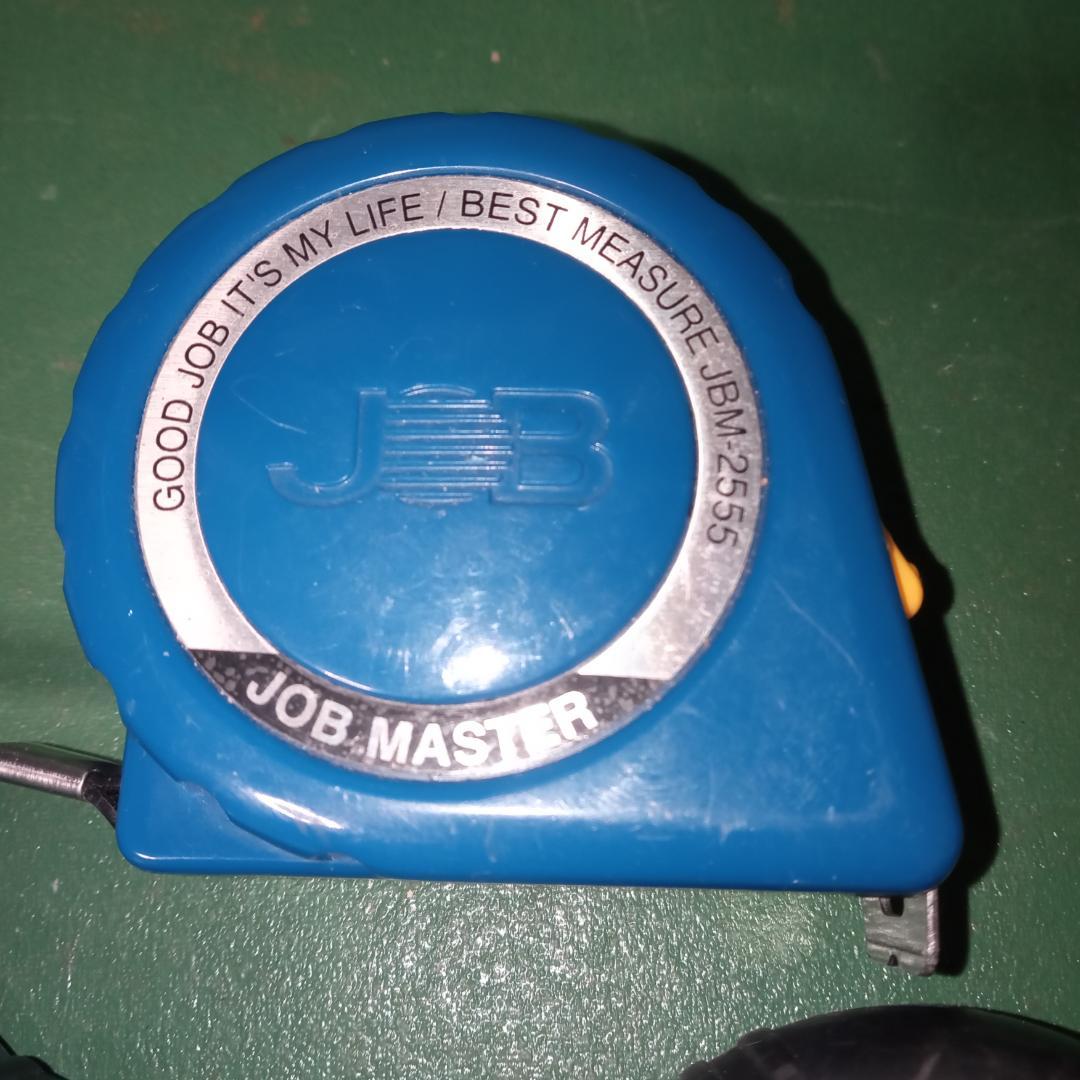 GOOD JOB IT'S MY LIFE / BEST MEASURE JBM-2555
JOB
JOB MASTER